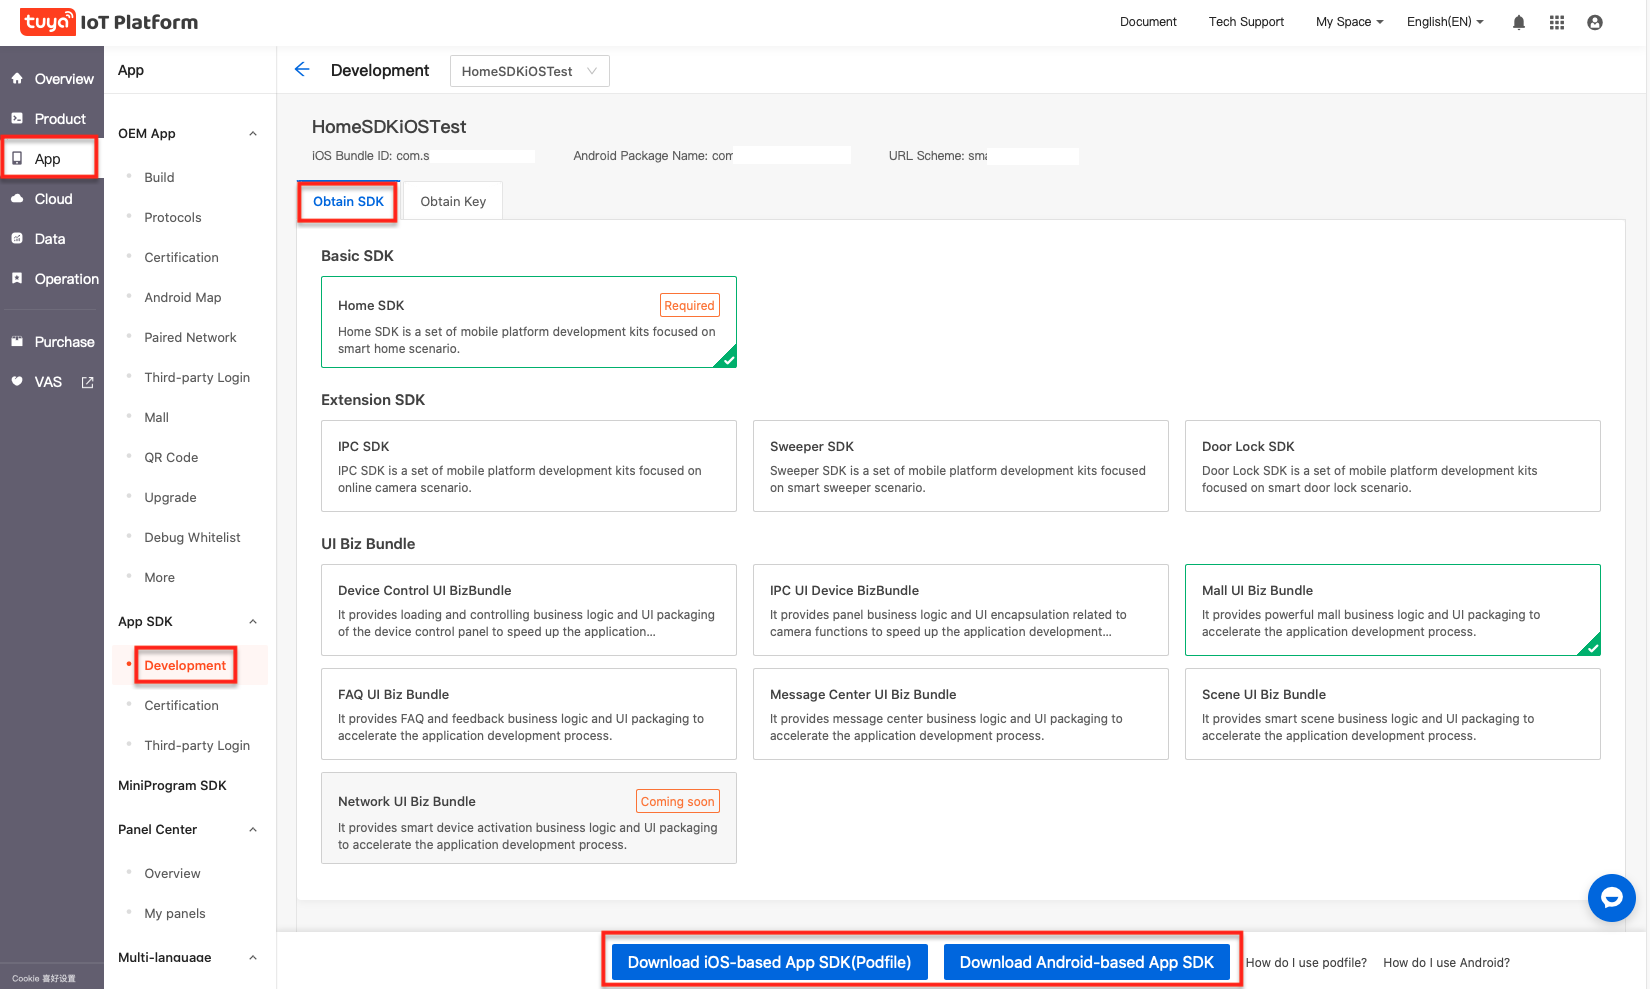 tuya IoT Platform
Document
Tech Support
My Space
English(EN)
Overview
Product
App
Cloud
Data
Operation
Purchase
VAS
Cookie 喜好设置
App
OEM App
Build
Protocols
Certification
Android Map
Paired Network
Third-party Login
Mall
QR Code
Upgrade
Debug Whitelist
More
App SDK
Development
Certification
Third-party Login
MiniProgram SDK
Panel Center
Overview
My panels
Multi-language
Development
HomeSDKiOSTest
HomeSDKiOSTest
iOS Bundle ID: com.s
Android Package Name: com
URL Scheme: sma
Obtain SDK
Obtain Key
Basic SDK
Home SDK
Required
Home SDK is a set of mobile platform development kits focused on
smart home scenario.
Extension SDK
IPC SDK
IPC SDK is a set of mobile platform development kits focused on
online camera scenario.
Sweeper SDK
Sweeper SDK is a set of mobile platform development kits focused
on smart sweeper scenario.
Door Lock SDK
Door Lock SDK is a set of mobile platform development kits
focused on smart door lock scenario.
UI Biz Bundle
Device Control UI BizBundle
It provides loading and controlling business logic and UI packaging
of the device control panel to speed up the application...
IPC UI Device BizBundle
It provides panel business logic and UI encapsulation related to
camera functions to speed up the application development...
Mall UI Biz Bundle
It provides powerful mall business logic and UI packaging to
accelerate the application development process.
FAQ UI Biz Bundle
It provides FAQ and feedback business logic and UI packaging to
accelerate the application development process.
Message Center UI Biz Bundle
It provides message center business logic and UI packaging to
accelerate the application development process.
Scene UI Biz Bundle
It provides smart scene business logic and UI packaging to
accelerate the application development process.
Network UI Biz Bundle
Coming soon
It provides smart device activation business logic and UI packaging
to accelerate the application development process.
Download iOS-based App SDK(Podfile)
Download Android-based App SDK
How do I use podfile?
How do I use Android?